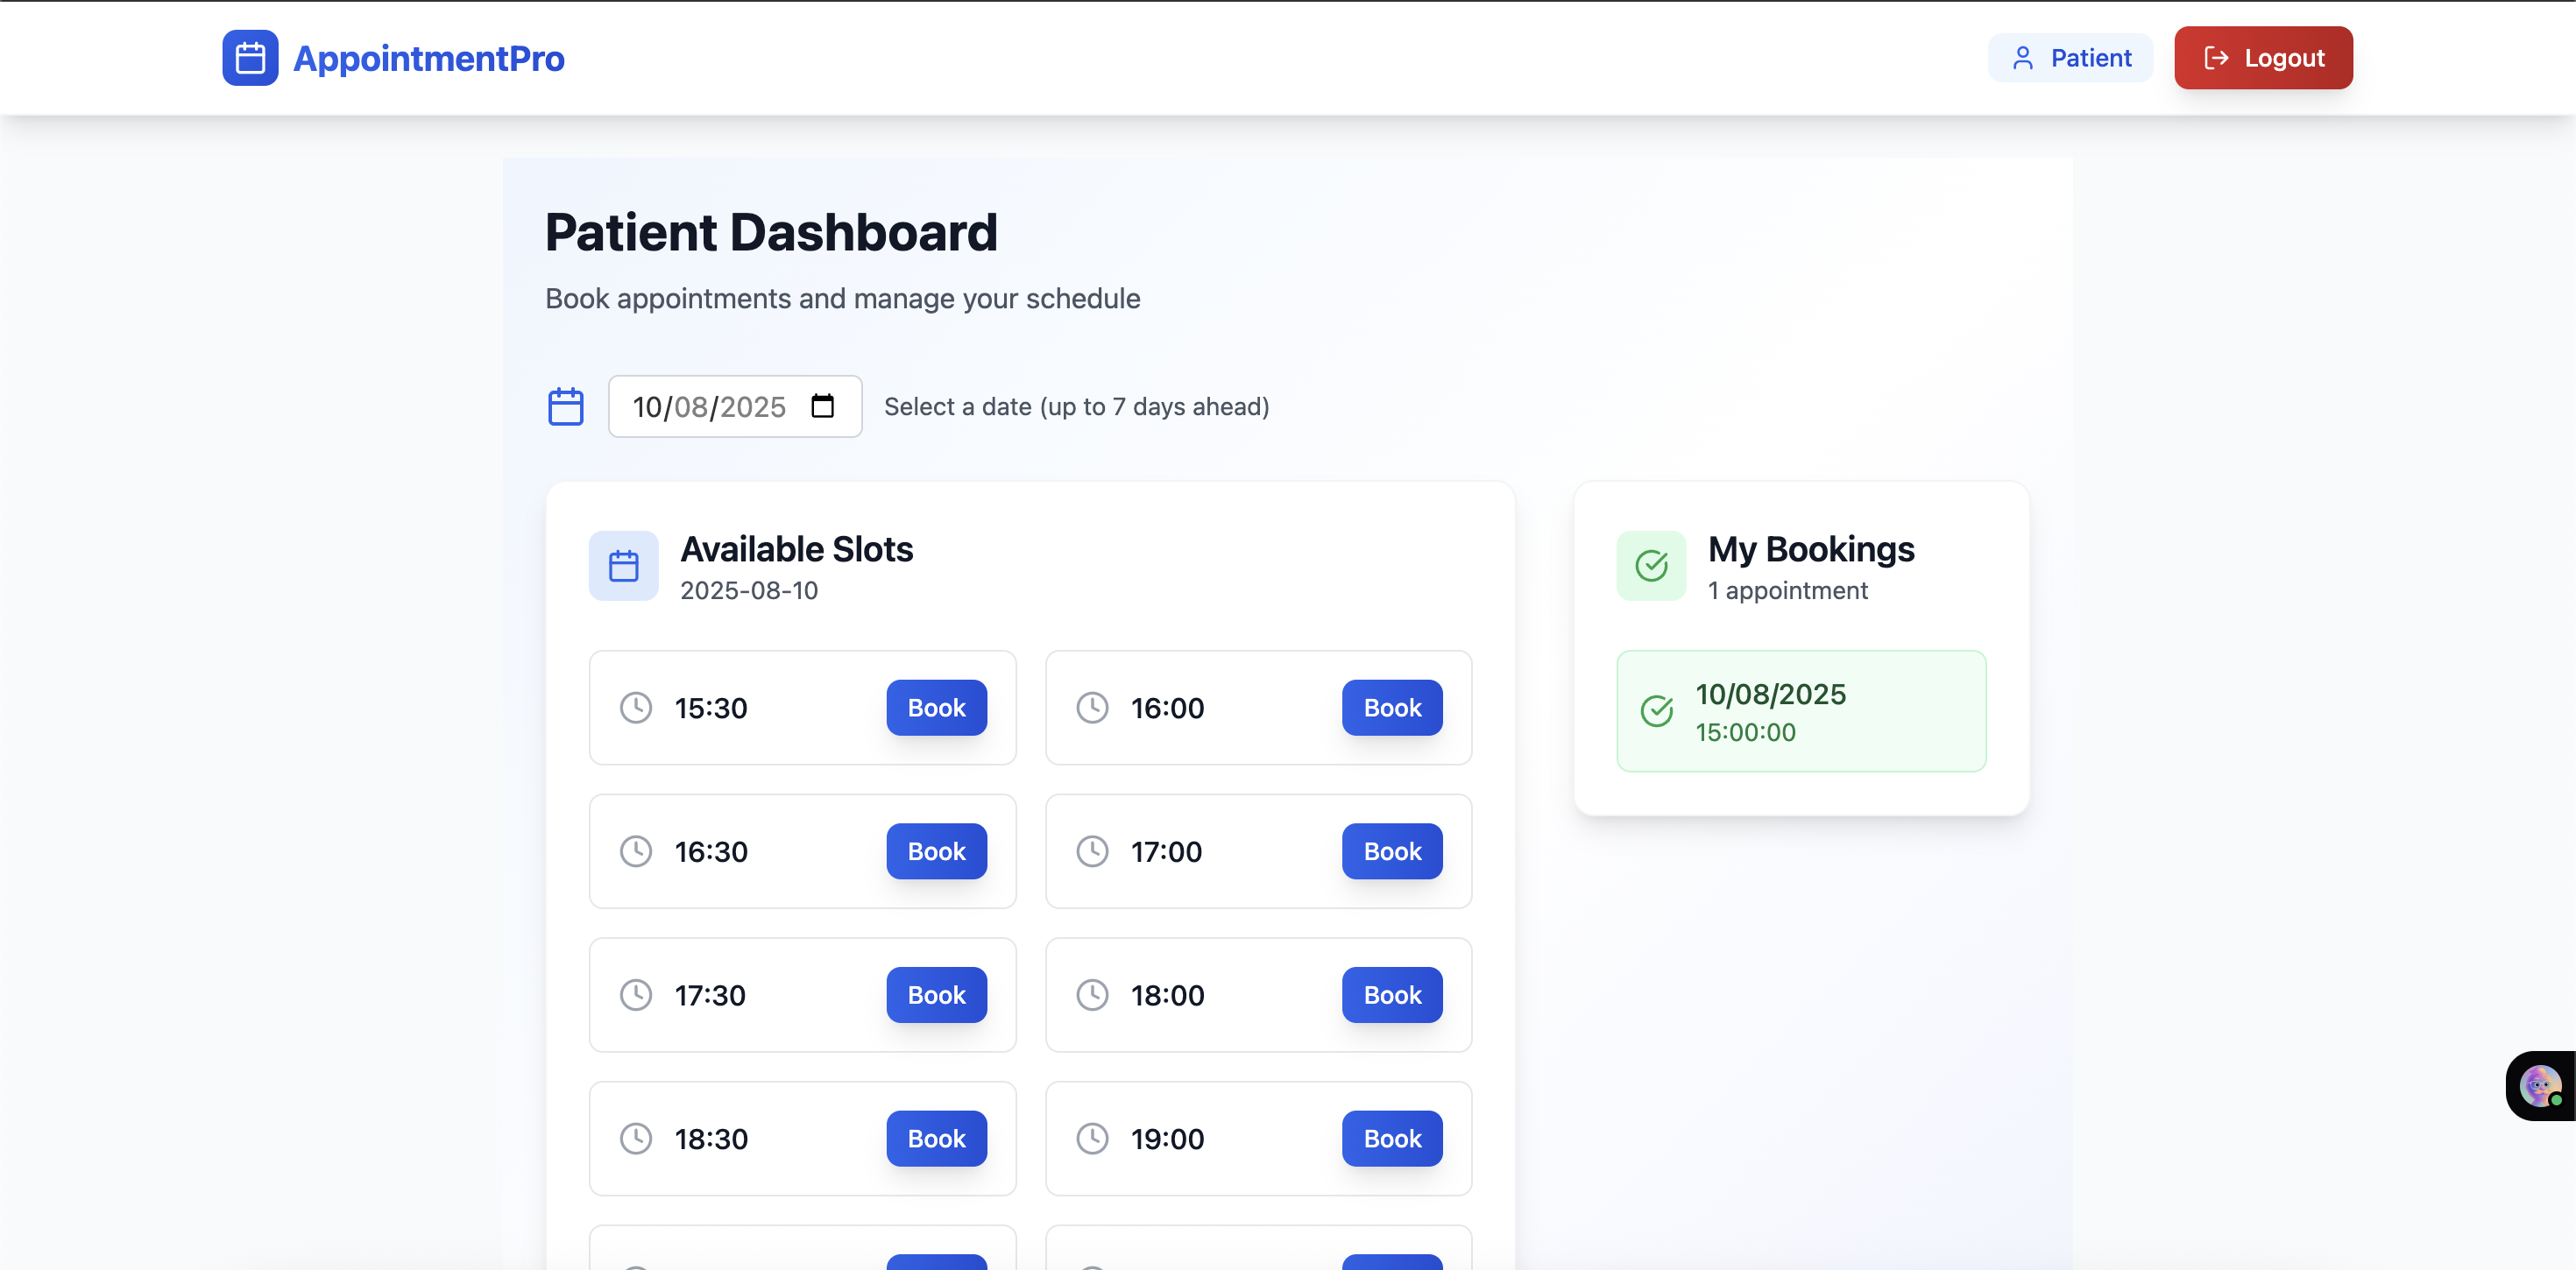 AppointmentPro
Patient
Logout
Patient Dashboard
Book appointments and manage your schedule
10/08/2025
Select a date (up to 7 days ahead)
Available Slots
2025-08-10
15:30 Book
16:00 Book
16:30 Book
17:00 Book
17:30 Book
18:00 Book
18:30 Book
19:00 Book
My Bookings
1 appointment
10/08/2025
15:00:00